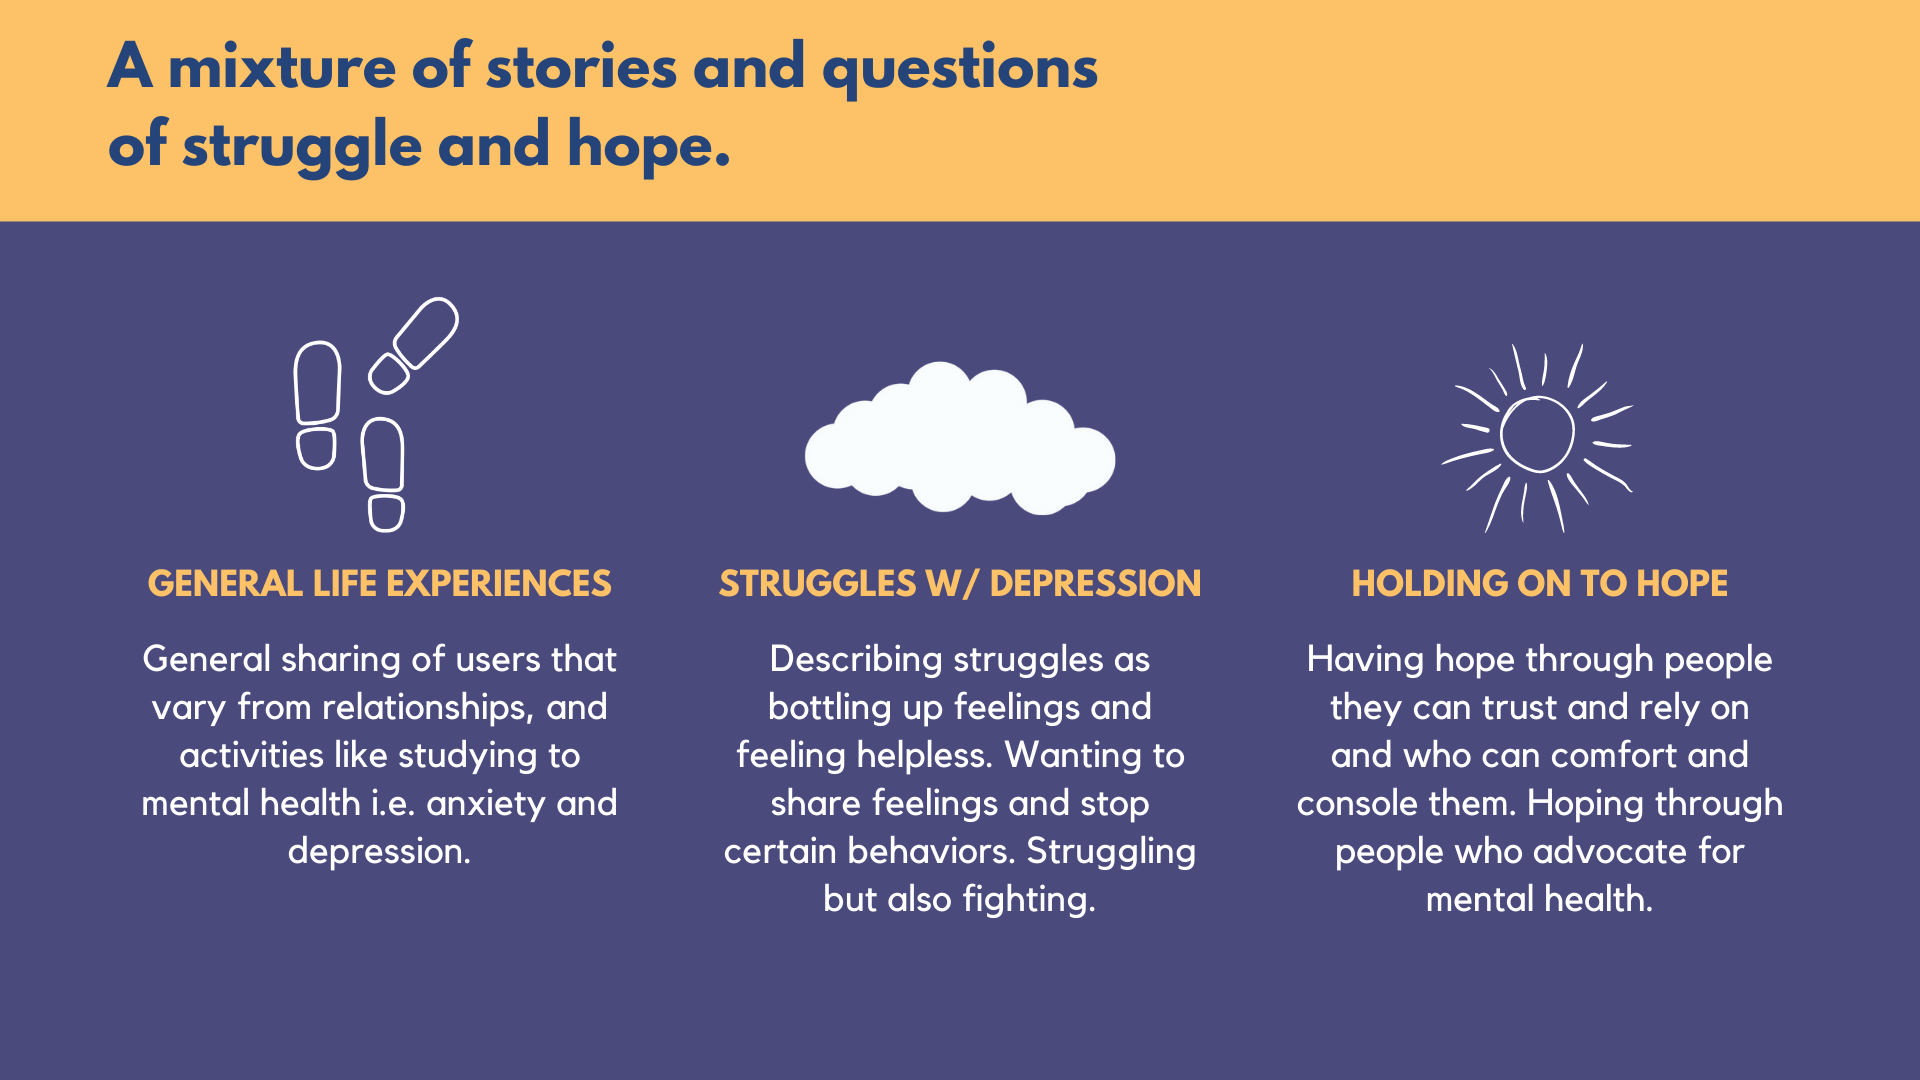 A mixture of stories and questions
of struggle and hope.
GENERAL LIFE EXPERIENCES
General sharing of users that
vary from relationships, and
activities like studying to
mental health i.e. anxiety and
depression.
STRUGGLES W/ DEPRESSION
Describing struggles as
bottling up feelings and
feeling helpless. Wanting to
share feelings and stop
certain behaviors. Struggling
but also fighting.
HOLDING ON TO HOPE
Having hope through people
they can trust and rely on
and who can comfort and
console them. Hoping through
people who advocate for
mental health.